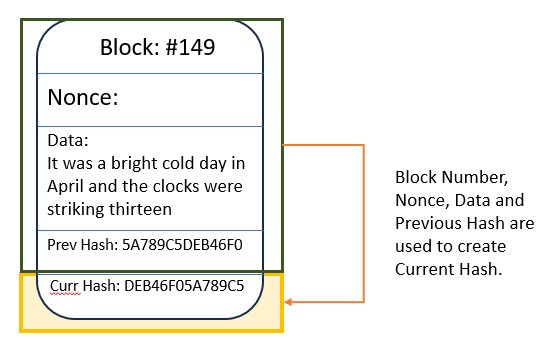 Block: #149
Nonce:
Data:
It was a bright cold day in
April and the clocks were
striking thirteen
Prev Hash: 5A789C5DEB46F0
Curr Hash: DEB46F05A789C5
Block Number,
Nonce, Data and
Previous Hash are
used to create
Current Hash.